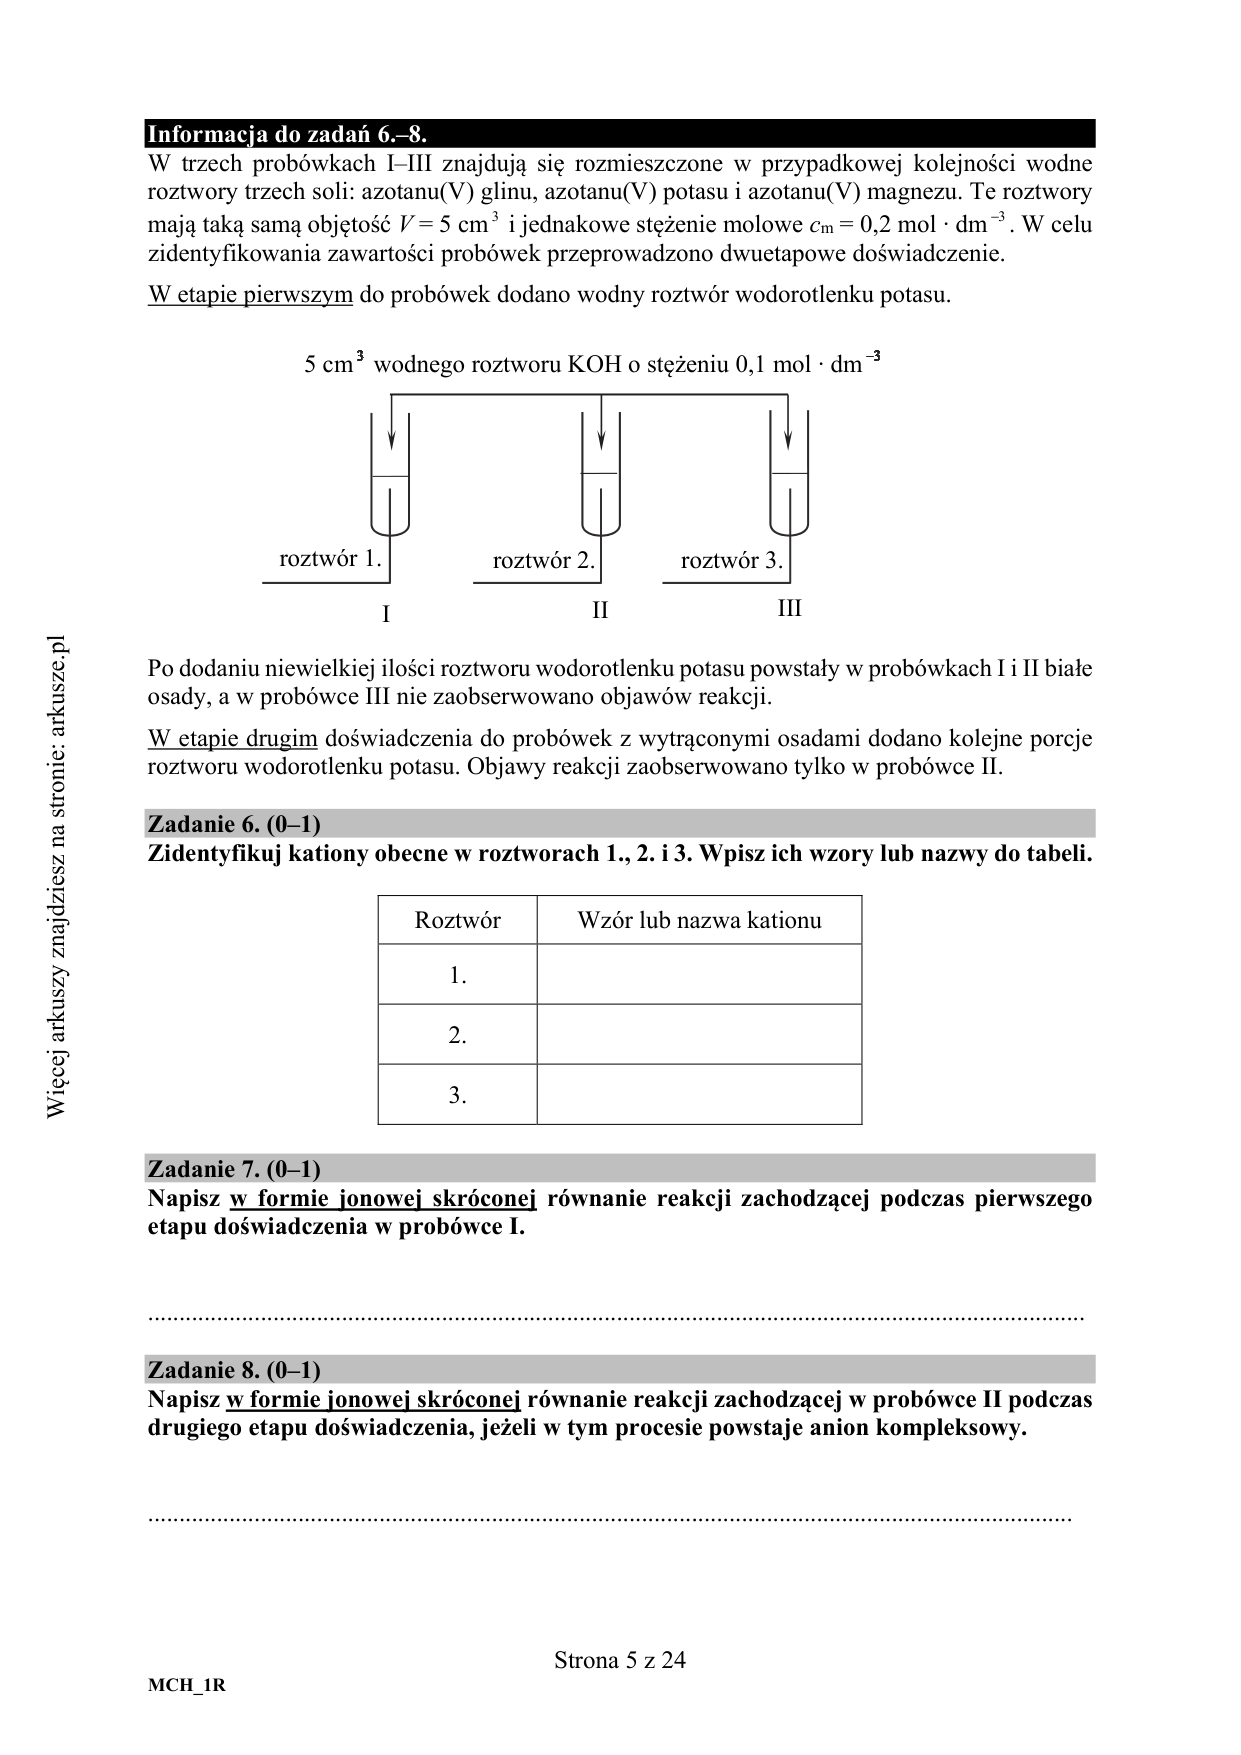 Informacja do zadań 6.–8.
W trzech probówkach I–III znajdują się rozmieszczone w przypadkowej kolejności wodne
roztwory trzech soli: azotanu(V) glinu, azotanu(V) potasu i azotanu(V) magnezu. Te roztwory
mają taką samą objętość V = 5 cm³ i jednakowe stężenie molowe cm = 0,2 mol · dm⁻³. W celu
zidentyfikowania zawartości probówek przeprowadzono dwuetapowe doświadczenie.
W etapie pierwszym do probówek dodano wodny roztwór wodorotlenku potasu.
5 cm³ wodnego roztworu KOH o stężeniu 0,1 mol · dm⁻³
roztwór 1. roztwór 2. roztwór 3.
I II III
Po dodaniu niewielkiej ilości roztworu wodorotlenku potasu powstały w probówkach I i II białe
osady, a w probówce III nie zaobserwowano objawów reakcji.
W etapie drugim doświadczenia do probówek z wytrąconymi osadami dodano kolejne porcje
roztworu wodorotlenku potasu. Objawy reakcji zaobserwowano tylko w probówce II.
Zadanie 6. (0–1)
Zidentyfikuj kationy obecne w roztworach 1., 2. i 3. Wpisz ich wzory lub nazwy do tabeli.
Roztwór Wzór lub nazwa kationu
1.
2.
3.
Zadanie 7. (0–1)
Napisz w formie jonowej skróconej równanie reakcji zachodzącej podczas pierwszego
etapu doświadczenia w probówce I.
Zadanie 8. (0–1)
Napisz w formie jonowej skróconej równanie reakcji zachodzącej w probówce II podczas
drugiego etapu doświadczenia, jeżeli w tym procesie powstaje anion kompleksowy.
Strona 5 z 24
MCH_1R
Więcej arkuszy znajdziesz na stronie: arkusze.pl